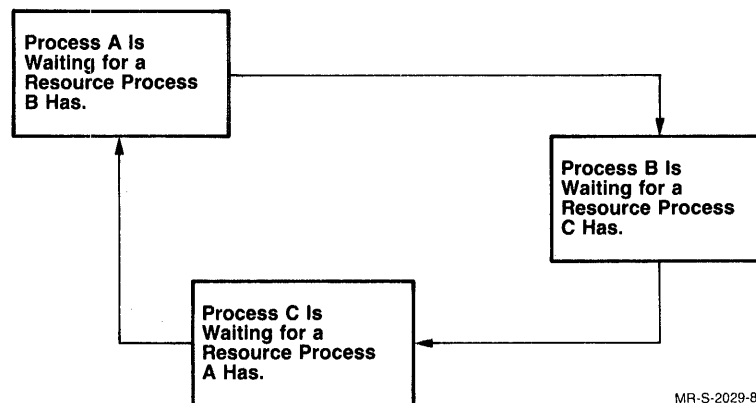 Process A Is
Waiting for a
Resource Process
B Has.
Process B Is
Waiting for a
Resource Process
C Has.
Process C Is
Waiting for a
Resource Process
A Has.
MR-S-2029-8